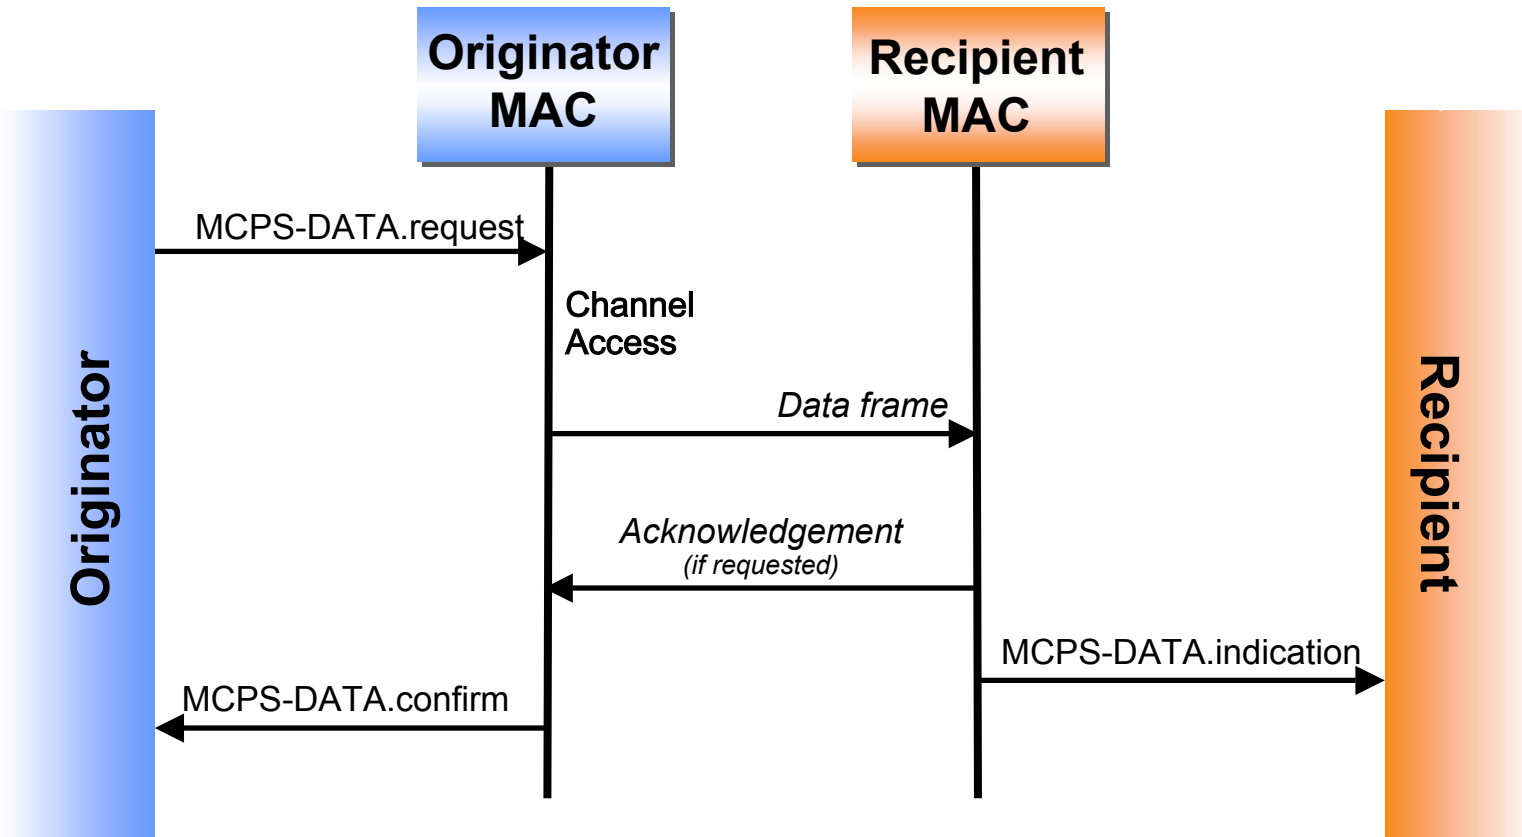 Originator
MAC
Recipient
MAC
MCPS-DATA.request
Channel
Access
Data frame
Originator
Recipient
Acknowledgement
(if requested)
MCPS-DATA.indication
MCPS-DATA.confirm